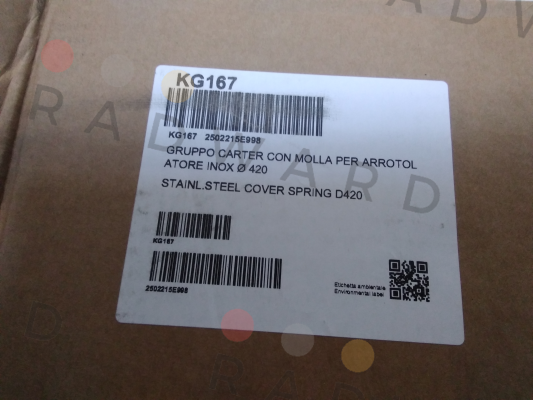 KG167
KG167 2502215E998
GRUPPO CARTER CON MOLLA PER ARROTOL
ATORE INOX Ø 420
STAINL.STEEL COVER SPRING D420
KG167
2502215E998
Etichetta ambientale
Environmental label
RADWARD